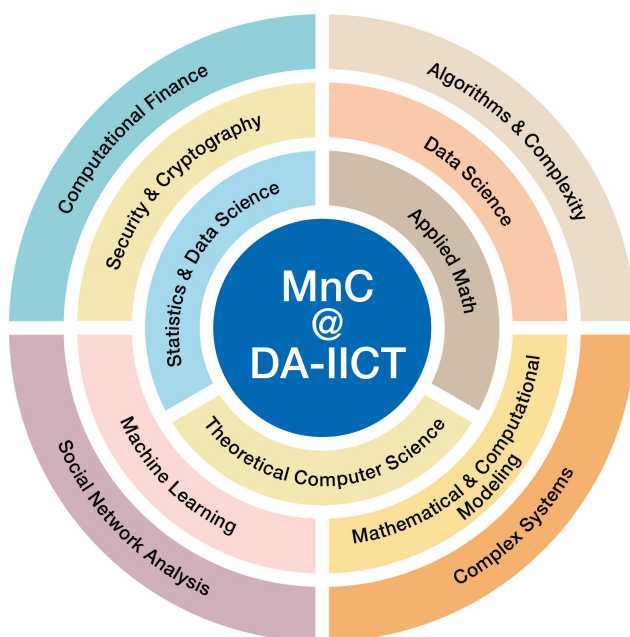 Computational Finance
Algorithms & Complexity
Security & Cryptography
Data Science
Statistics & Data Science
Applied Math
MnC
@
DA-IICT
Theoretical Computer Science
Machine Learning
Mathematical & Computational
Modeling
Social Network Analysis
Complex Systems